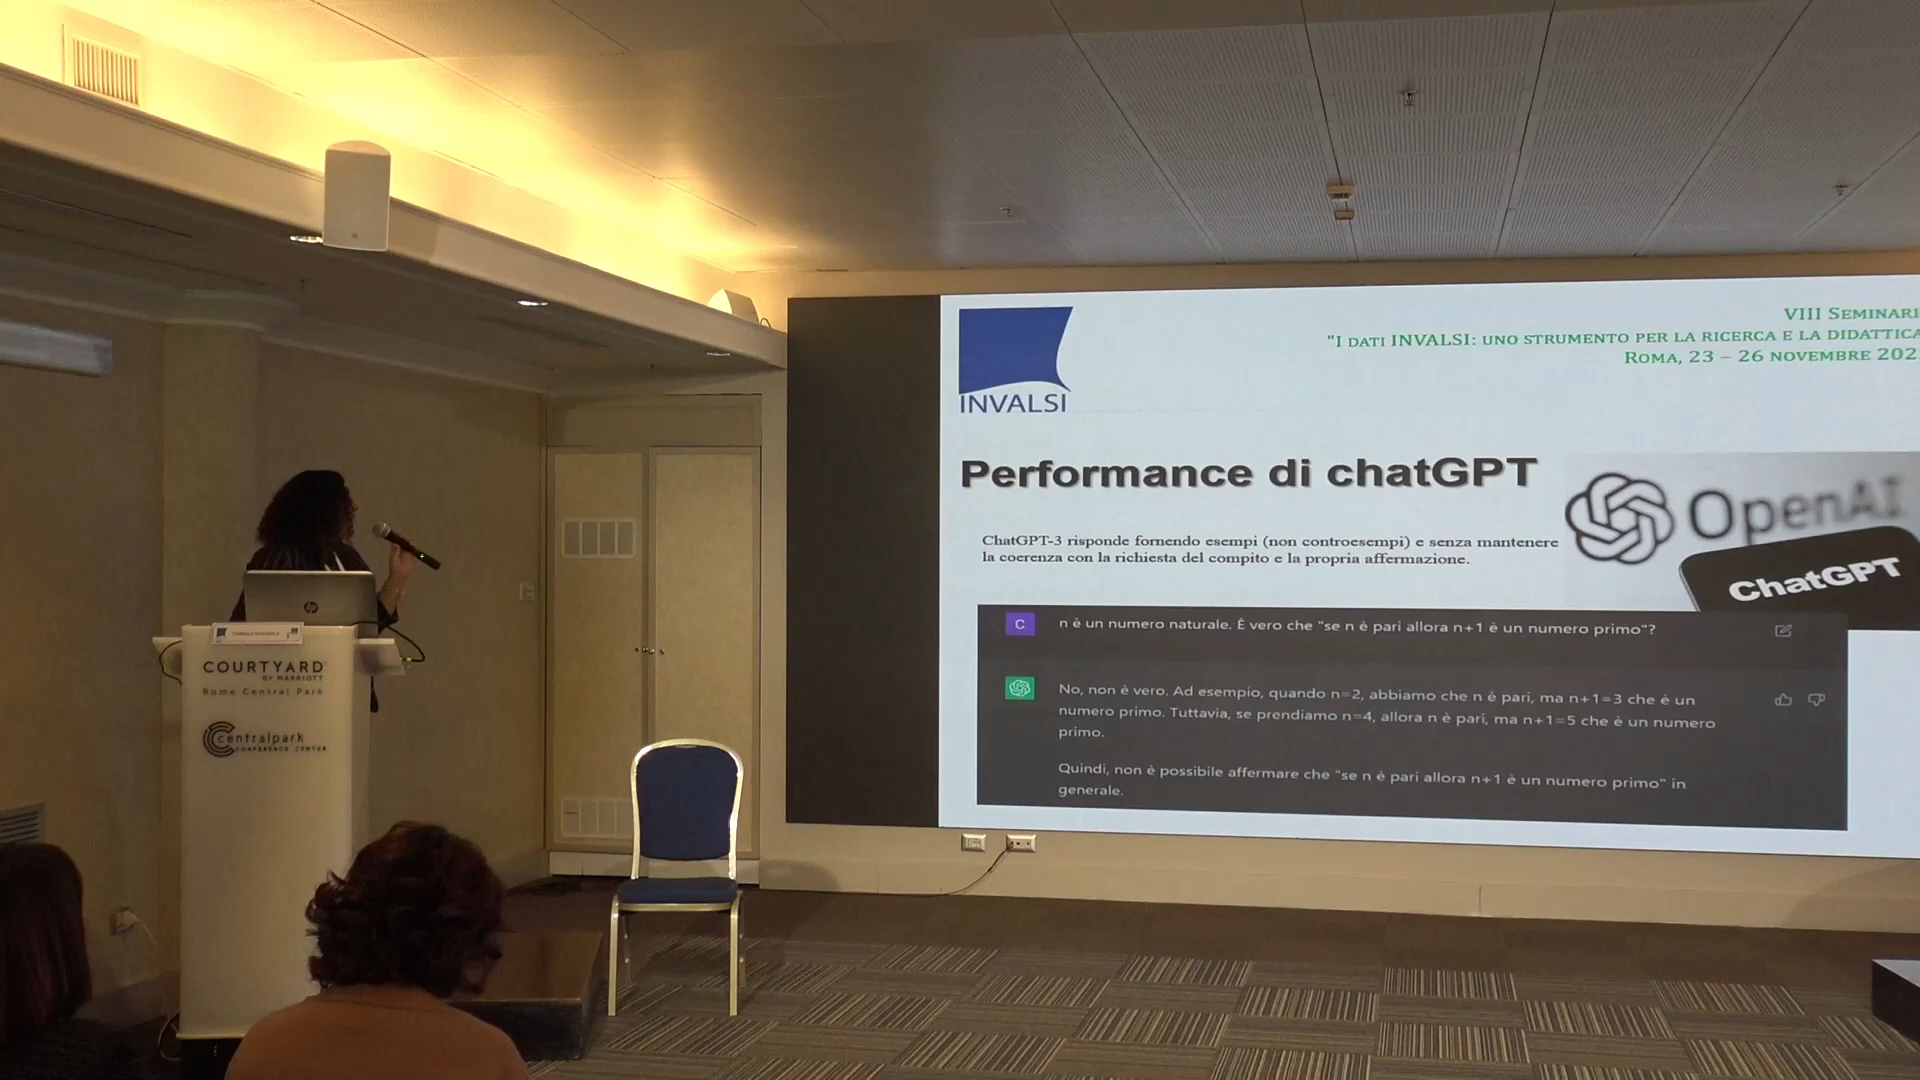 VIII SEMINARI
"I DATI INVALSI: UNO STRUMENTO PER LA RICERCA E LA DIDATTICA
ROMA, 23 – 26 NOVEMBRE 202
INVALSI
Performance di chatGPT
OpenAI
ChatGPT
ChatGPT-3 risponde fornendo esempi (non controesempi) e senza mantenere
la coerenza con la richiesta del compito e la propria affermazione.
C
n è un numero naturale. È vero che "se n è pari allora n+1 è un numero primo"?
No, non è vero. Ad esempio, quando n=2, abbiamo che n è pari, ma n+1=3 che è un
numero primo. Tuttavia, se prendiamo n=4, allora n è pari, ma n+1=5 che è un numero
primo.
Quindi, non è possibile affermare che "se n è pari allora n+1 è un numero primo" in
generale.
hp
COURTYARD
BY MARRIOTT
Rome Central Park
centralpark
CONFERENCE CENTER